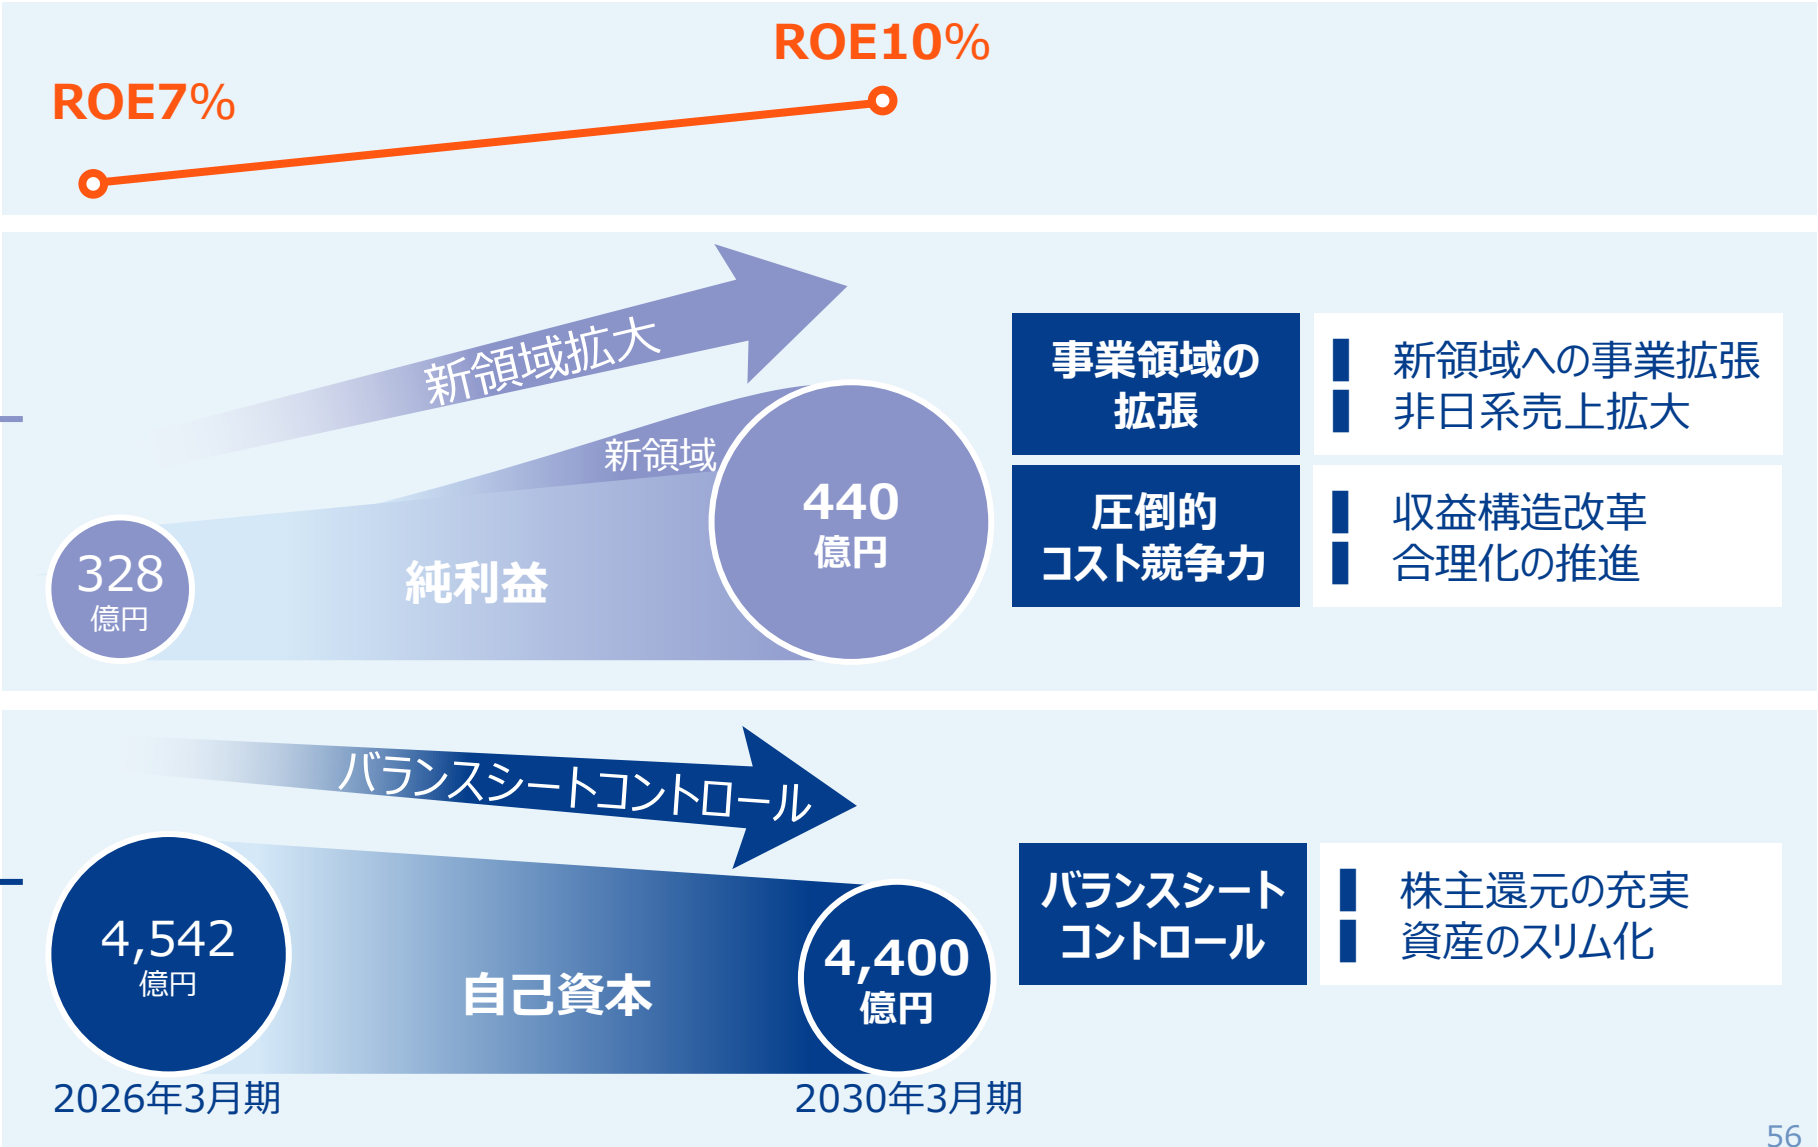 ROE10%
ROE7%
新領域拡大
新領域
440
億円
328
億円
純利益
事業領域の
拡張
新領域への事業拡張
非日系売上拡大
圧倒的
コスト競争力
収益構造改革
合理化の推進
バランスシートコントロール
4,542
億円
自己資本
4,400
億円
バランスシート
コントロール
株主還元の充実
資産のスリム化
2026年3月期
2030年3月期
56